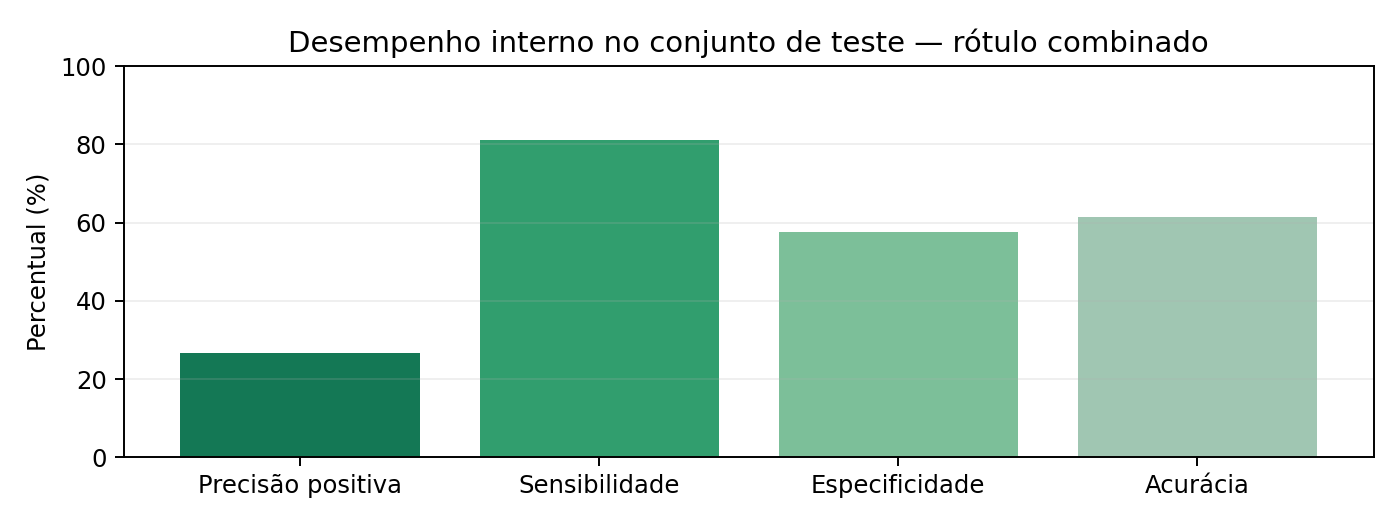 Desempenho interno no conjunto de teste — rótulo combinado
Percentual (%)
100
80
60
40
20
0
Precisão positiva
Sensibilidade
Especificidade
Acurácia